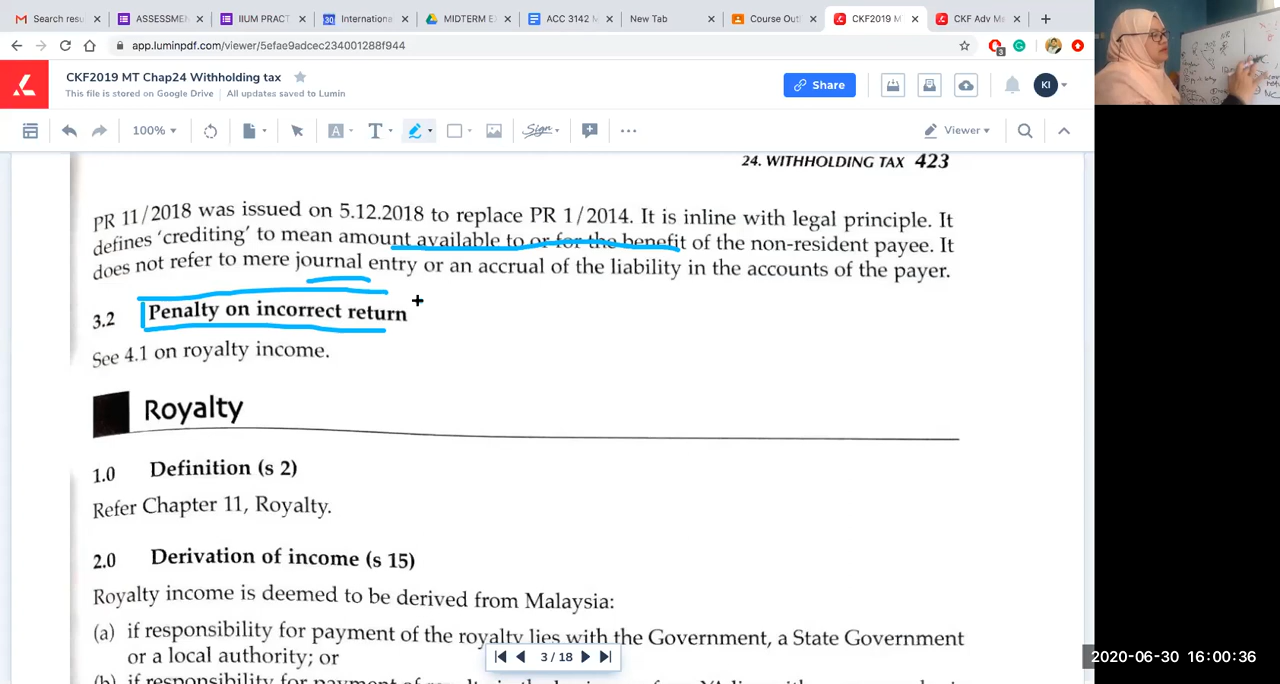 Search resu
ASSESSMEN
IIUM PRACT
Internationa
MIDTERM E
ACC 3142 M
New Tab
Course Out
CKF2019 M
CKF Adv Ma
app.luminpdf.com/viewer/5efae9adcec234001288f944
CKF2019 MT Chap24 Withholding tax
This file is stored on Google Drive | All updates saved to Lumin
Share
KI
100%
T
Sign
Viewer
24. WITHHOLDING TAX 423
PR 11/2018 was issued on 5.12.2018 to replace PR 1/2014. It is inline with legal principle. It
defines 'crediting' to mean amount available to or for the benefit of the non-resident payee. It
does not refer to mere journal entry or an accrual of the liability in the accounts of the payer.
3.2 Penalty on incorrect return
See 4.1 on royalty income.
Royalty
1.0 Definition (s 2)
Refer Chapter 11, Royalty.
2.0 Derivation of income (s 15)
Royalty income is deemed to be derived from Malaysia:
(a) if responsibility for payment of the royalty lies with the Government, a State Government
or a local authority; or
3 / 18
2020-06-30 16:00:36